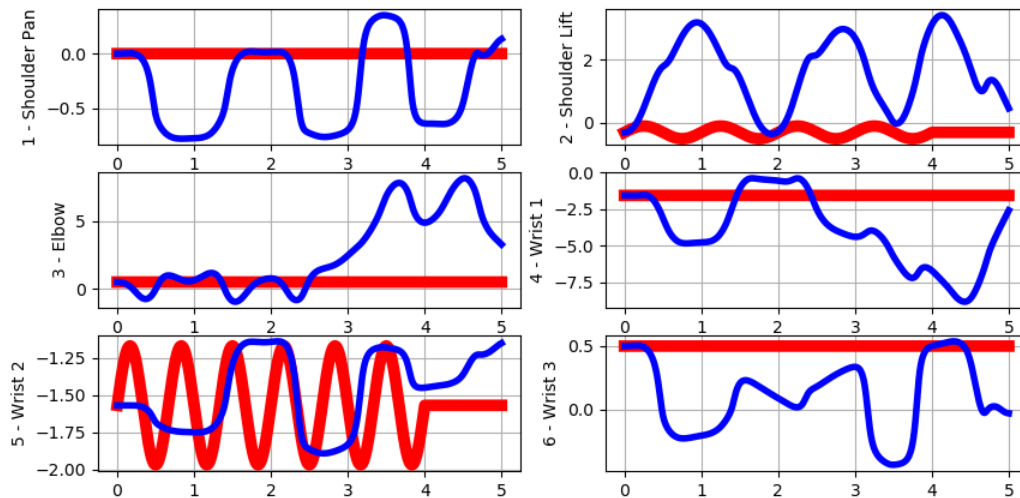 1 - Shoulder Pan
0.0
−0.5
0 1 2 3 4 5
2 - Shoulder Lift
2
0
0 1 2 3 4 5
3 - Elbow
5
0
0 1 2 3 4 5
4 - Wrist 1
0.0
−2.5
−5.0
−7.5
0 1 2 3 4 5
5 - Wrist 2
−1.25
−1.50
−1.75
−2.00
0 1 2 3 4 5
6 - Wrist 3
0.5
0.0
0 1 2 3 4 5